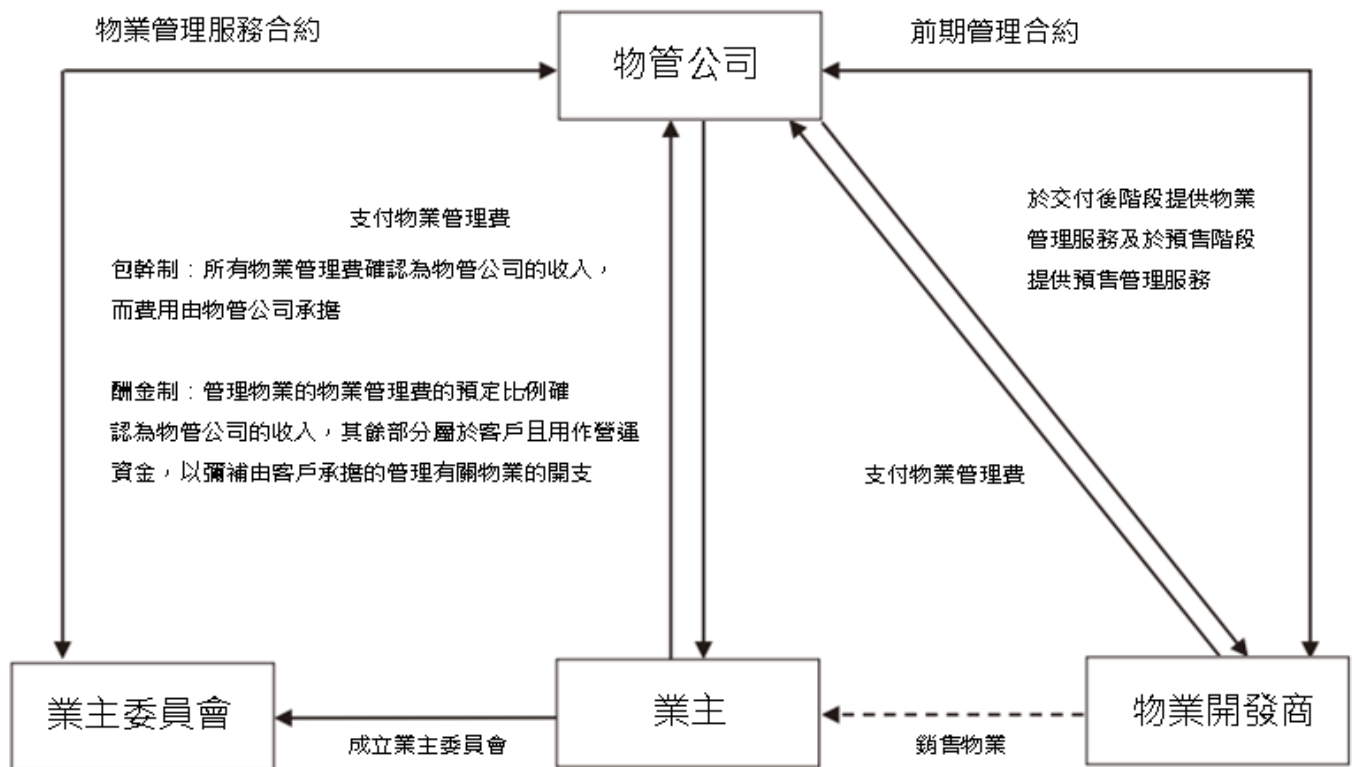 物業管理服務合約
物管公司
前期管理合約
支付物業管理費
包幹制：所有物業管理費確認為物管公司的收入，
而費用由物管公司承擔
酬金制：管理物業的物業管理費的預定比例確
認為物管公司的收入，其餘部分屬於客戶且用作營運
資金，以彌補由客戶承擔的管理有關物業的開支
於交付後階段提供物業
管理服務及於預售階段
提供預售管理服務
支付物業管理費
業主委員會
成立業主委員會
業主
銷售物業
物業開發商